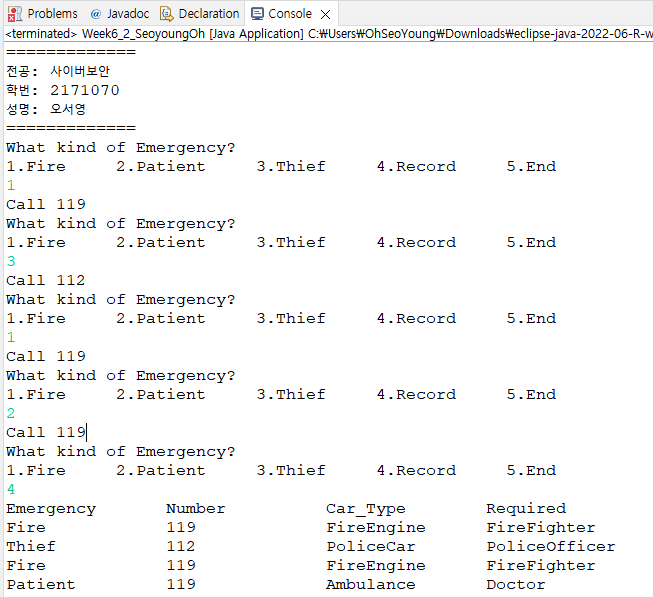 Problems @ Javadoc Declaration Console
<terminated> Week6_2_SeoyoungOh [Java Application] C:₩Users₩OhSeoYoung₩Downloads₩eclipse-java-2022-06-R-w
=============
전공: 사이버보안
학번: 2171070
성명: 오서영
=============
What kind of Emergency?
1.Fire 2.Patient 3.Thief 4.Record 5.End
1
Call 119
What kind of Emergency?
1.Fire 2.Patient 3.Thief 4.Record 5.End
3
Call 112
What kind of Emergency?
1.Fire 2.Patient 3.Thief 4.Record 5.End
1
Call 119
What kind of Emergency?
1.Fire 2.Patient 3.Thief 4.Record 5.End
2
Call 119
What kind of Emergency?
1.Fire 2.Patient 3.Thief 4.Record 5.End
4
Emergency Number Car_Type Required
Fire 119 FireEngine FireFighter
Thief 112 PoliceCar PoliceOfficer
Fire 119 FireEngine FireFighter
Patient 119 Ambulance Doctor